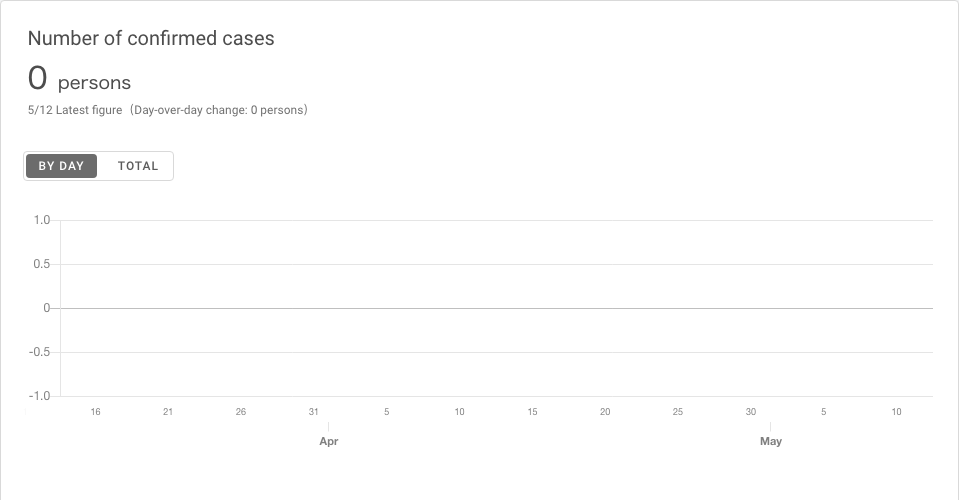 Number of confirmed cases
0 persons
5/12 Latest figure（Day-over-day change: 0 persons）
BY DAY TOTAL
1.0
0.5
0
-0.5
-1.0
16 21 26 31 5 10 15 20 25 30 5 10
Apr May